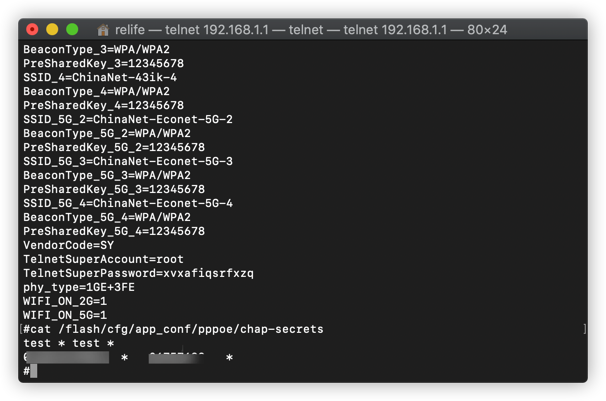 relife — telnet 192.168.1.1 — telnet — telnet 192.168.1.1 — 80×24
BeaconType_3=WPA/WPA2
PreSharedKey_3=12345678
SSID_4=ChinaNet-43ik-4
BeaconType_4=WPA/WPA2
PreSharedKey_4=12345678
SSID_5G_2=ChinaNet-Econet-5G-2
BeaconType_5G_2=WPA/WPA2
PreSharedKey_5G_2=12345678
SSID_5G_3=ChinaNet-Econet-5G-3
BeaconType_5G_3=WPA/WPA2
PreSharedKey_5G_3=12345678
SSID_5G_4=ChinaNet-Econet-5G-4
BeaconType_5G_4=WPA/WPA2
PreSharedKey_5G_4=12345678
VendorCode=SY
TelnetSuperAccount=root
TelnetSuperPassword=xvxafiqsrfxzq
phy_type=1GE+3FE
WIFI_ON_2G=1
WIFI_ON_5G=1
[#cat /flash/cfg/app_conf/pppoe/chap-secrets ]
test * test *
* *
#